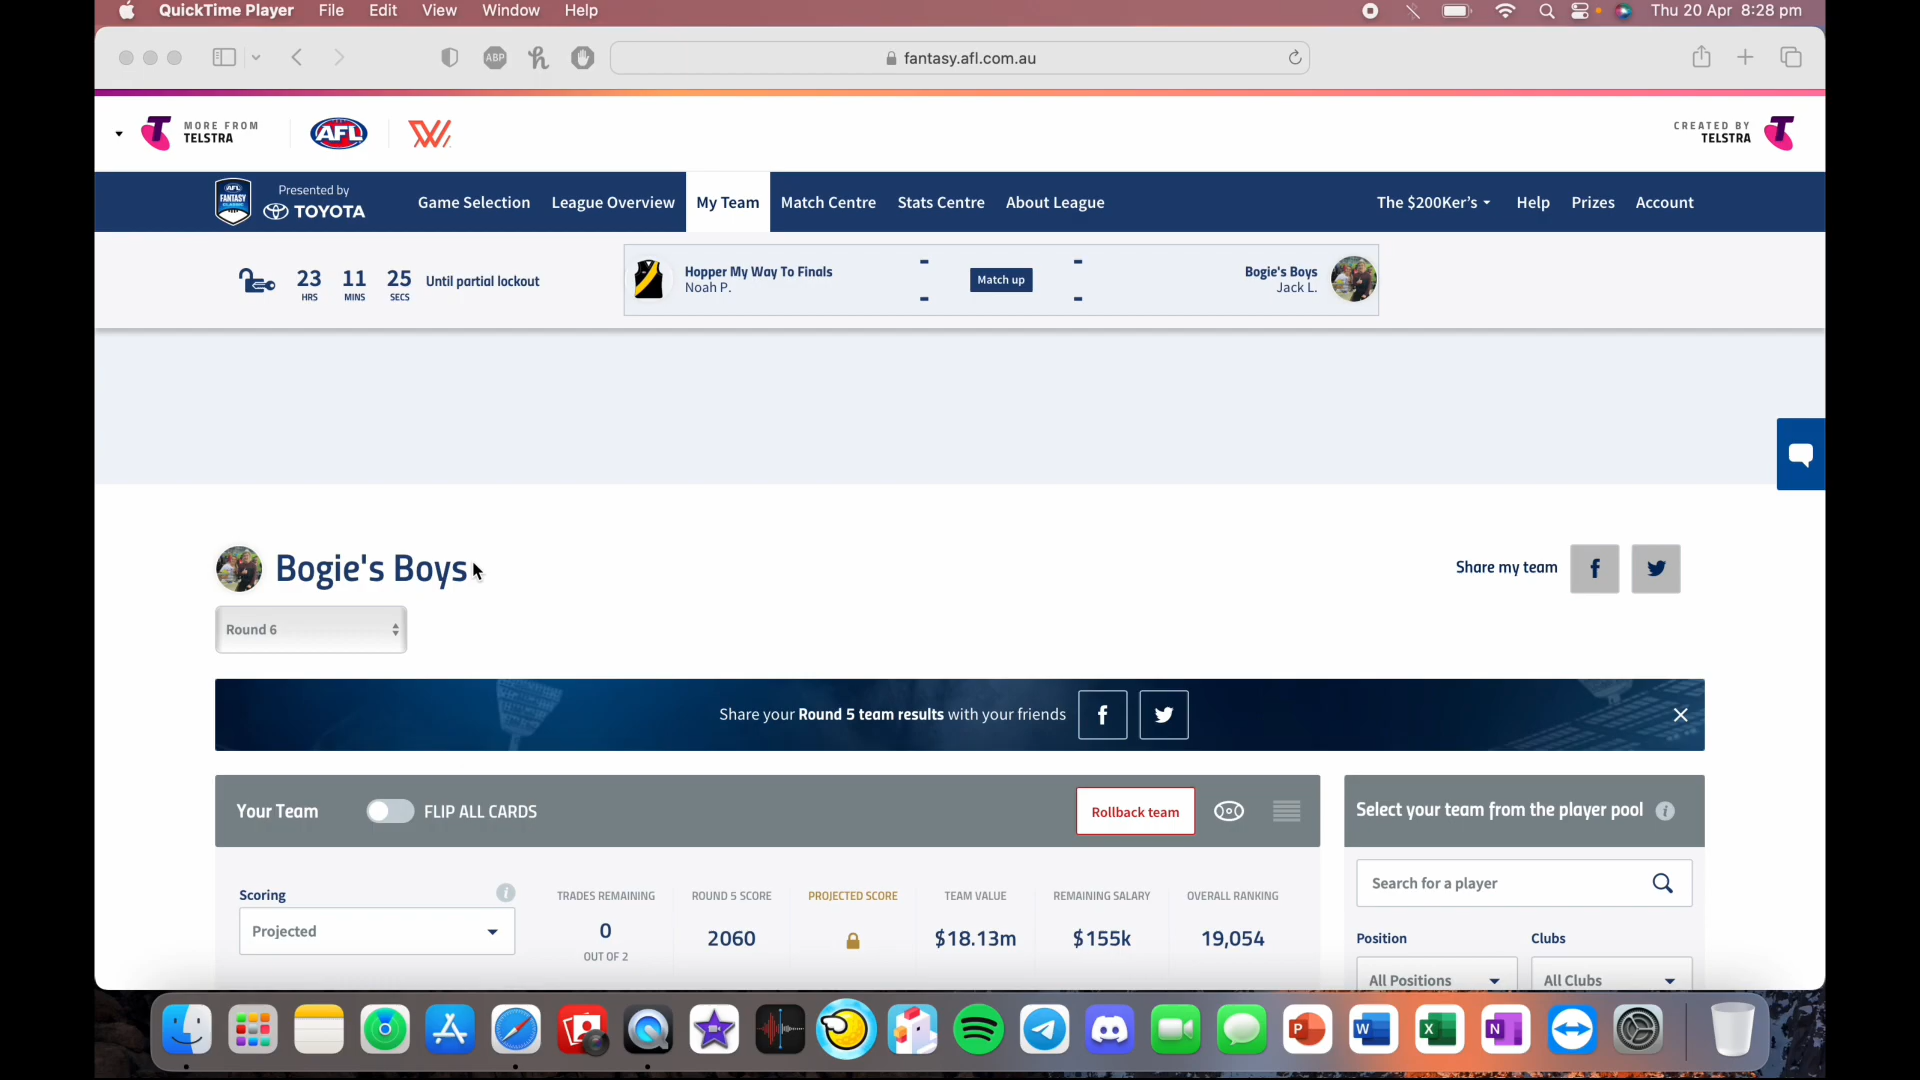 QuickTime Player File Edit View Window Help Thu 20 Apr 8:28 pm
ABP fantasy.afl.com.au
MORE FROM
TELSTRA
AFL
CREATED BY
TELSTRA
AFL
FANTASY
CLASSIC
Presented by
TOYOTA
Game Selection League Overview My Team Match Centre Stats Centre About League The $200Ker's Help Prizes Account
23 11 25 Until partial lockout
HRS MINS SECS
Hopper My Way To Finals
Noah P.
- -
Match up
- -
Bogie's Boys
Jack L.
Bogie's Boys
Share my team
Round 6
Share your Round 5 team results with your friends
Your Team FLIP ALL CARDS Rollback team
Select your team from the player pool
Scoring
Projected
TRADES REMAINING ROUND 5 SCORE PROJECTED SCORE TEAM VALUE REMAINING SALARY OVERALL RANKING
0 2060 $18.13m $155k 19,054
OUT OF 2
Search for a player
Position Clubs
All Positions All Clubs